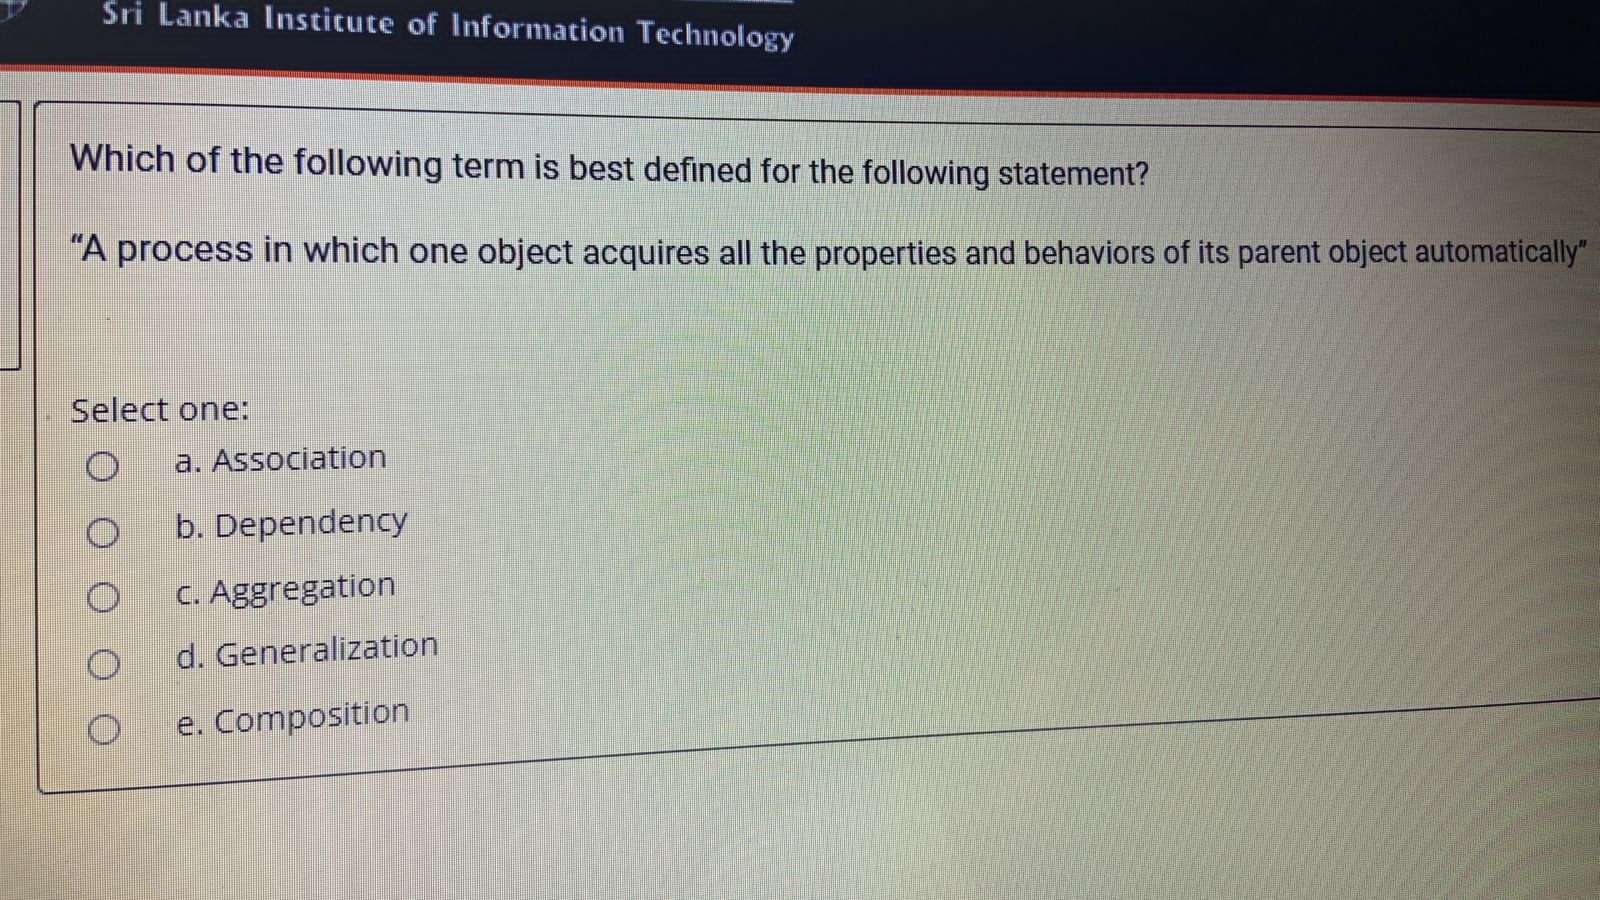 Sri Lanka Institute of Information Technology
Which of the following term is best defined for the following statement?
“A process in which one object acquires all the properties and behaviors of its parent object automatically”
Select one:
a. Association
b. Dependency
c. Aggregation
d. Generalization
e. Composition